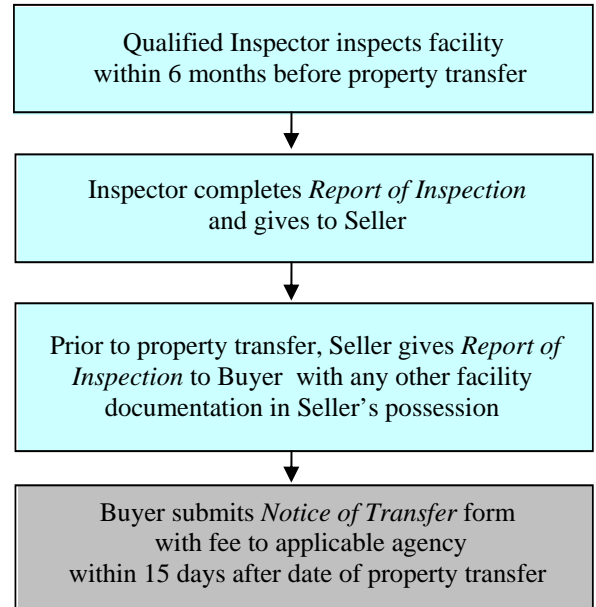 Qualified Inspector inspects facility
within 6 months before property transfer
Inspector completes Report of Inspection
and gives to Seller
Prior to property transfer, Seller gives Report of
Inspection to Buyer with any other facility
documentation in Seller's possession
Buyer submits Notice of Transfer form
with fee to applicable agency
within 15 days after date of property transfer